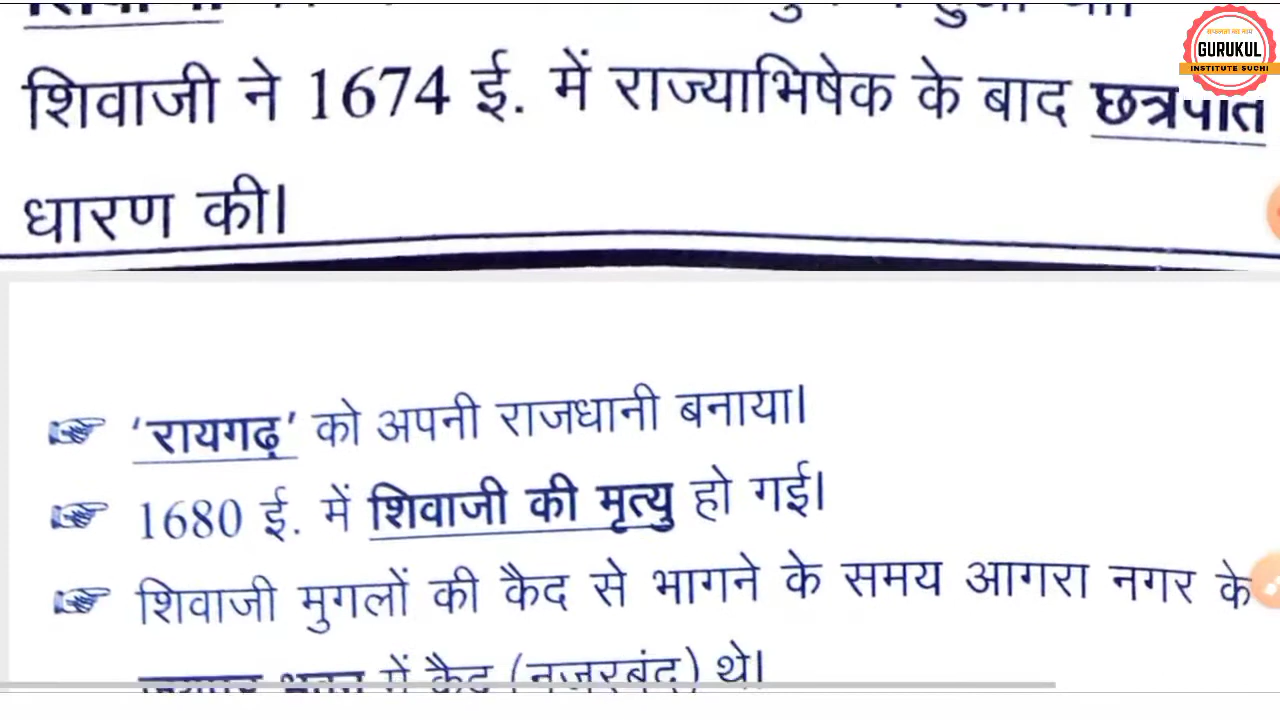 शिवाजी ने 1674 ई. में राज्याभिषेक के बाद छत्रपति
धारण की।
GURUKUL
INSTITUTE SUCHI
'रायगढ़' को अपनी राजधानी बनाया।
1680 ई. में शिवाजी की मृत्यु हो गई।
शिवाजी मुगलों की कैद से भागने के समय आगरा नगर के
में कैद (नजरबंद) थे।